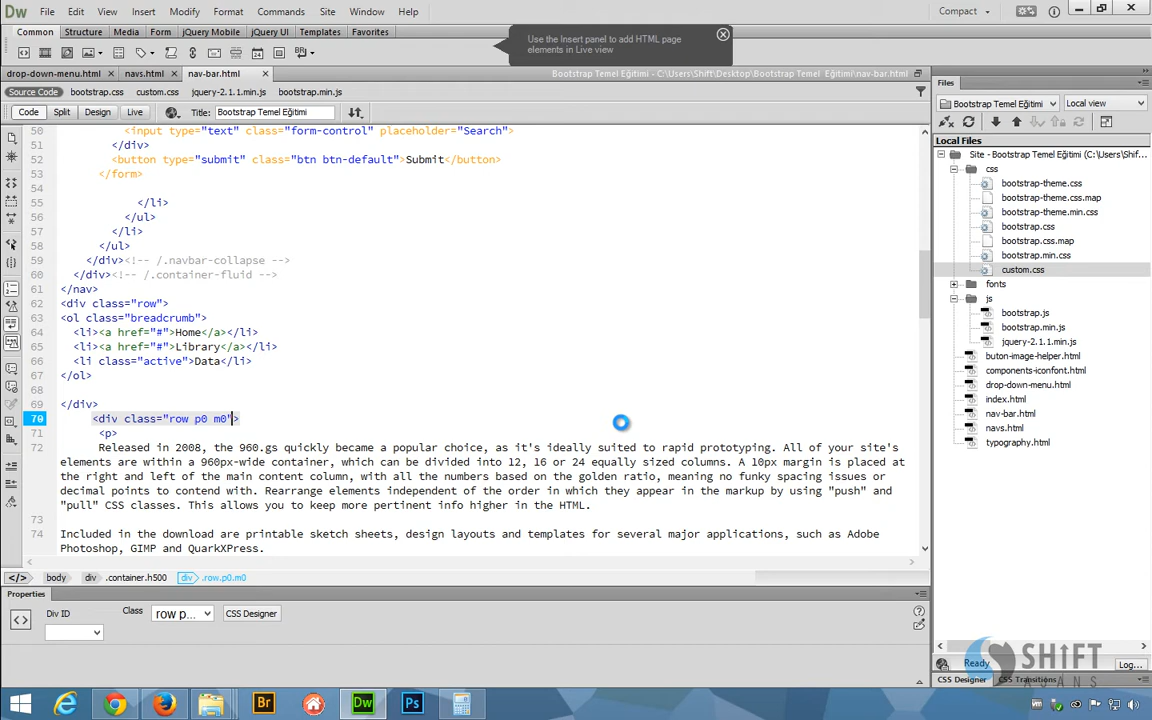 Dw File Edit View Insert Modify Format Commands Site Window Help Compact
Common Structure Media Form jQuery Mobile jQuery UI Templates Favorites
Use the Insert panel to add HTML page
elements in Live view
drop-down-menu.html × navs.html × nav-bar.html × Bootstrap Temel Eğitimi - C:\Users\Shift\Desktop\Bootstrap Temel Eğitimi\nav-bar.html
Source Code bootstrap.css custom.css jquery-2.1.1.min.js bootstrap.min.js
Code Split Design Live Title: Bootstrap Temel Eğitimi
50 <input type="text" class="form-control" placeholder="Search">
51 </div>
52 <button type="submit" class="btn btn-default">Submit</button>
53 </form>
54
55 </li>
56 </ul>
57 </li>
58 </ul>
59 </div><!-- /.navbar-collapse -->
60 </div><!-- /.container-fluid -->
61 </nav>
62 <div class="row">
63 <ol class="breadcrumb">
64 <li><a href="#">Home</a></li>
65 <li><a href="#">Library</a></li>
66 <li class="active">Data</li>
67 </ol>
68
69 </div>
70 <div class="row p0 m0">
71 <p>
72 Released in 2008, the 960.gs quickly became a popular choice, as it's ideally suited to rapid prototyping. All of your site's
elements are within a 960px-wide container, which can be divided into 12, 16 or 24 equally sized columns. A 10px margin is placed at
the right and left of the main content column, with all the numbers based on the golden ratio, meaning no funky spacing issues or
decimal points to contend with. Rearrange elements independent of the order in which they appear in the markup by using "push" and
"pull" CSS classes. This allows you to keep more pertinent info higher in the HTML.
73
74 Included in the download are printable sketch sheets, design layouts and templates for several major applications, such as Adobe
Photoshop, GIMP and QuarkXPress.
</> body div .container.h500 div .row.p0.m0
Properties
Div ID Class row p... CSS Designer
Files
Bootstrap Temel Eğitimi Local view
Local Files
Site - Bootstrap Temel Eğitimi (C:\Users\Shif...
css
bootstrap-theme.css
bootstrap-theme.css.map
bootstrap-theme.min.css
bootstrap.css
bootstrap.css.map
bootstrap.min.css
custom.css
fonts
js
bootstrap.js
bootstrap.min.js
jquery-2.1.1.min.js
buton-image-helper.html
components-iconfont.html
drop-down-menu.html
index.html
nav-bar.html
navs.html
typography.html
Ready Log...
SHIFT
AJANS
CSS Designer CSS Transitions
Br Dw Ps